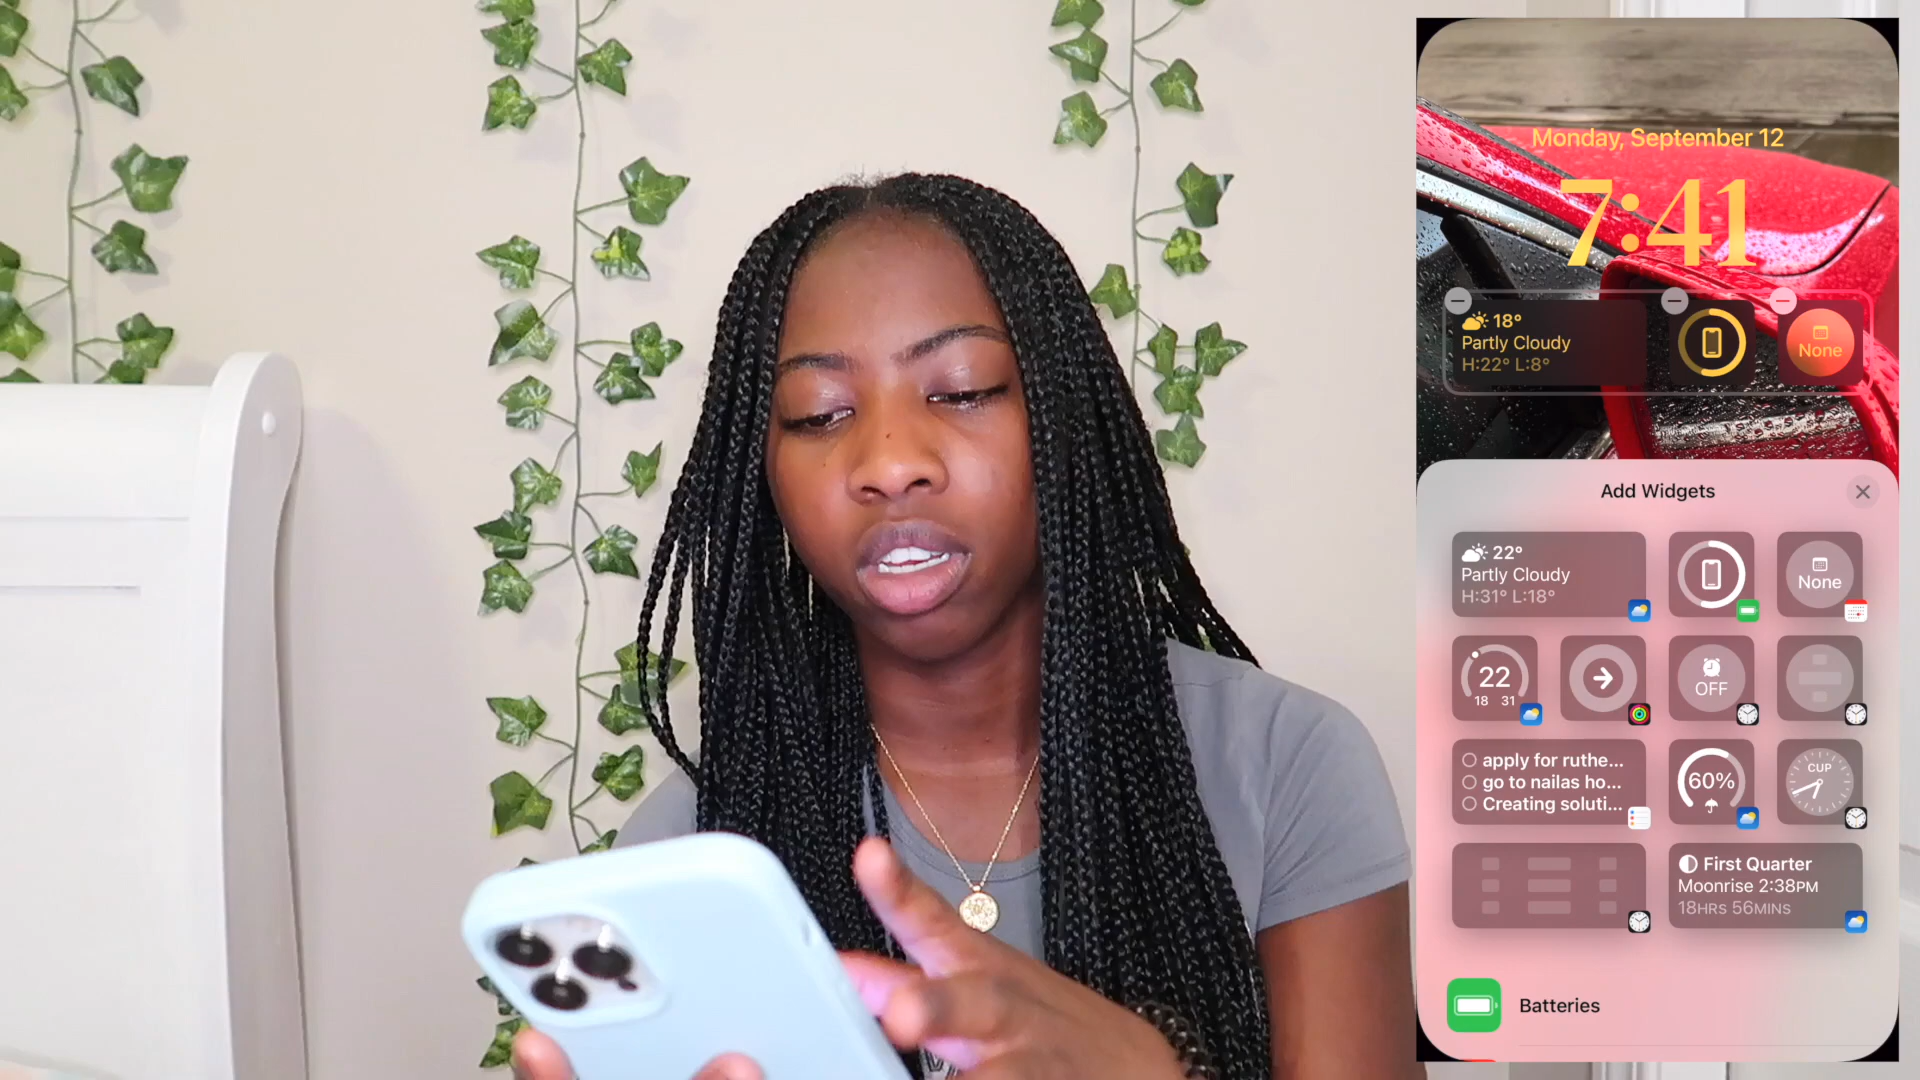 Monday, September 12
7:41
18°
Partly Cloudy
H:22° L:8°
None
Add Widgets
22°
Partly Cloudy
H:31° L:18°
None
22
18 31
OFF
apply for ruthe...
go to nailas ho...
Creating soluti...
60%
CUP
First Quarter
Moonrise 2:38PM
18HRS 56MINS
Batteries